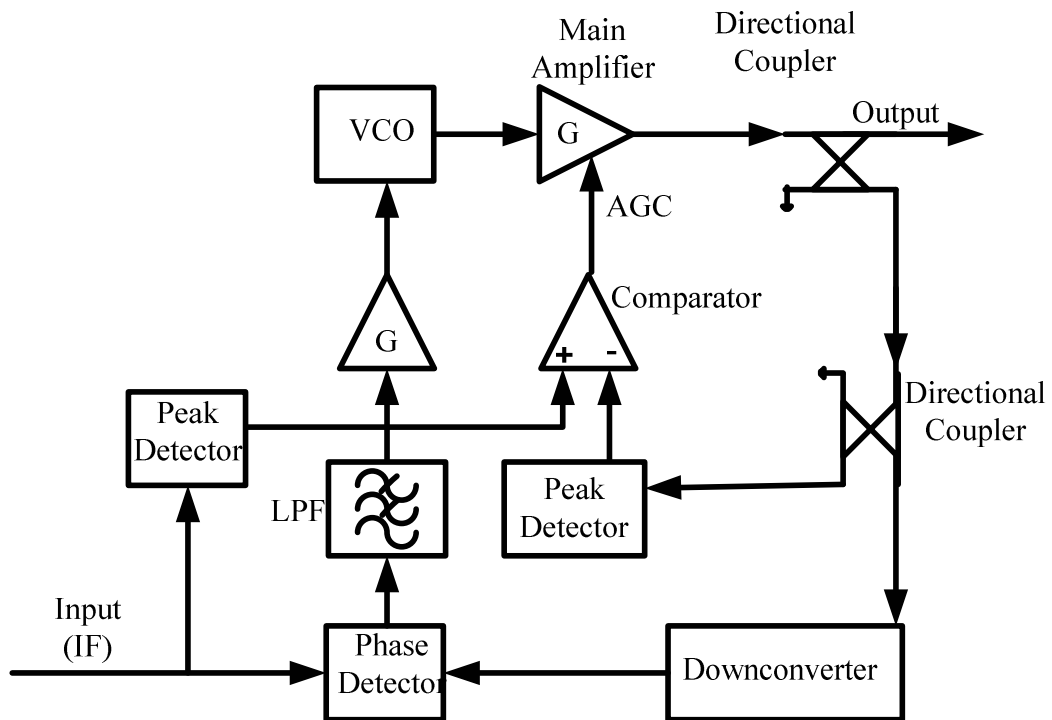 Directional
Coupler
Main
Amplifier
VCO
G
Output
AGC
Comparator
G
+ -
Directional
Coupler
Peak
Detector
LPF
Peak
Detector
Input
(IF)
Phase
Detector
Downconverter